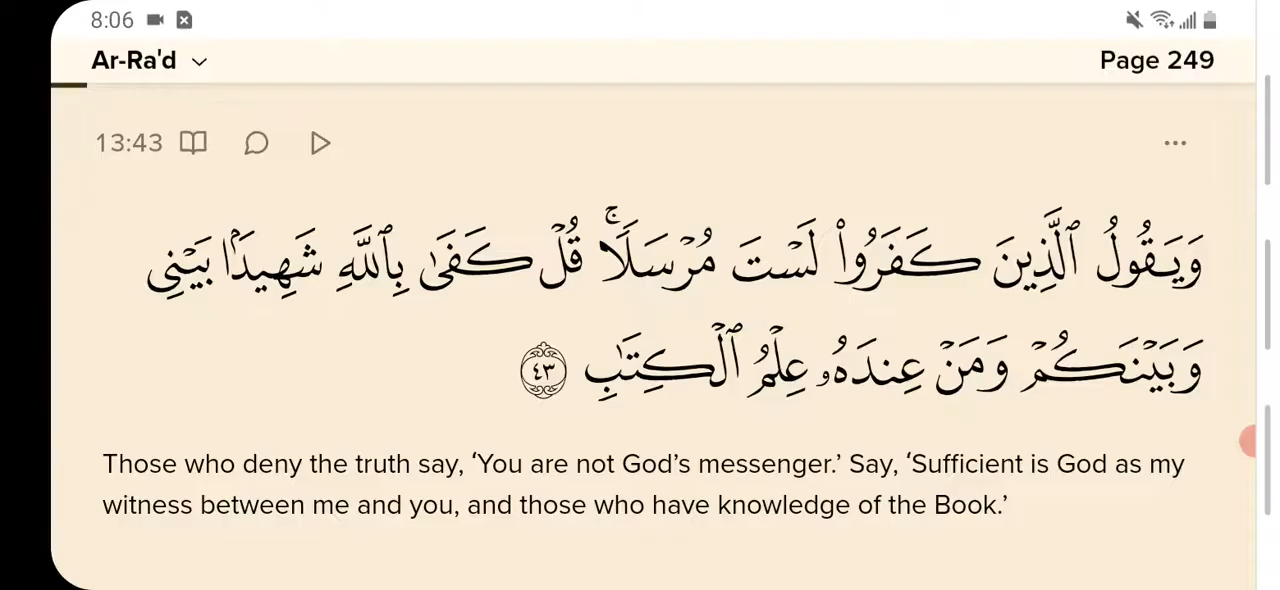 8:06
Ar-Ra'd
Page 249
13:43
وَيَقُولُ ٱلَّذِينَ كَفَرُوا۟ لَسْتَ مُرْسَلًۭا ۚ قُلْ كَفَىٰ بِٱللَّهِ شَهِيدًۢا بَيْنِى
وَبَيْنَكُمْ وَمَنْ عِندَهُۥ عِلْمُ ٱلْكِتَـٰبِ ٤٣
Those who deny the truth say, ‘You are not God’s messenger.’ Say, ‘Sufficient is God as my
witness between me and you, and those who have knowledge of the Book.’